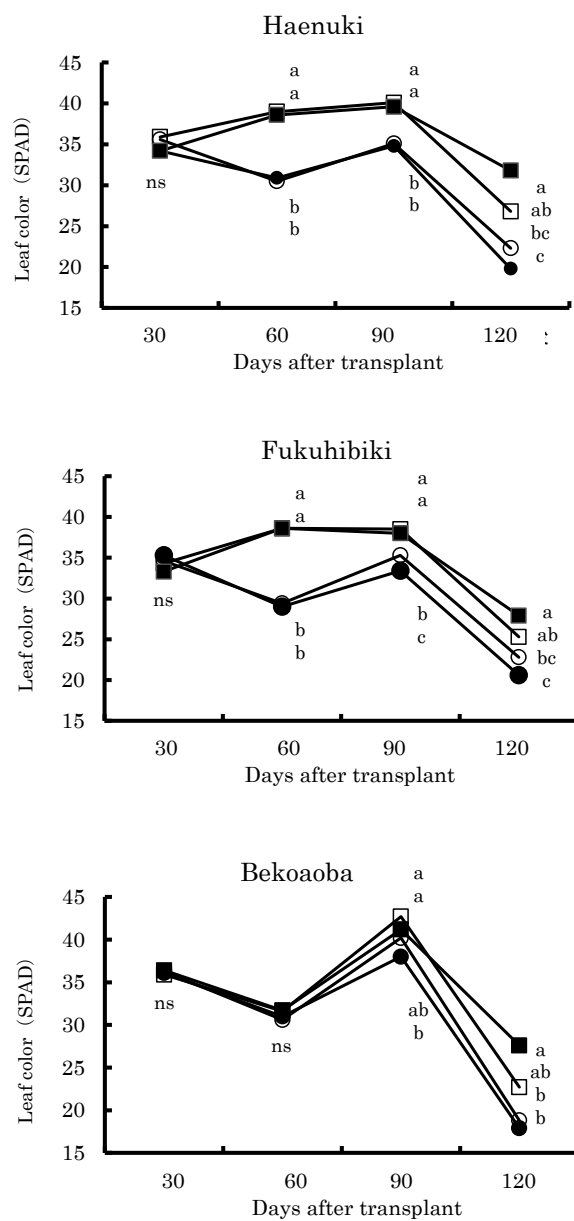 Haenuki
45
40
35
30
25
20
15
Leaf color（SPAD）
a
a
a
a
ns
b
b
b
b
a
ab
bc
c
30
60
90
120
:
Days after transplant
Fukuhibiki
45
40
35
30
25
20
15
Leaf color（SPAD）
a
a
a
a
ns
b
b
b
c
a
ab
bc
c
30
60
90
120
Days after transplant
Bekoaoba
45
40
35
30
25
20
15
Leaf color（SPAD）
a
a
ns
ns
ab
b
a
ab
b
b
30
60
90
120
Days after transplant